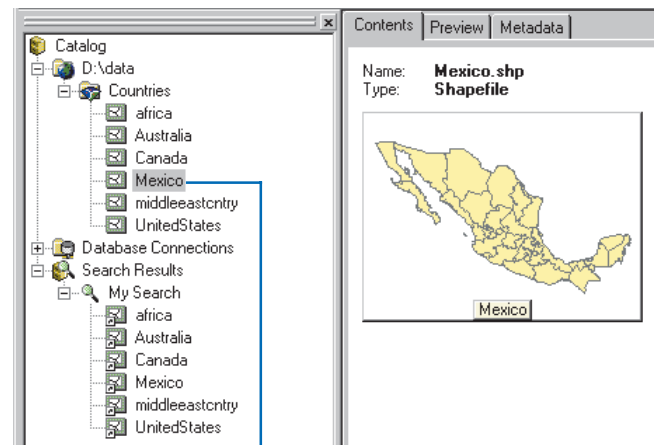 Catalog
D:\data
Countries
africa
Australia
Canada
Mexico
middleeastcntry
UnitedStates
Database Connections
Search Results
My Search
africa
Australia
Canada
Mexico
middleeastcntry
UnitedStates
Contents Preview Metadata
Name: Mexico.shp
Type: Shapefile
Mexico